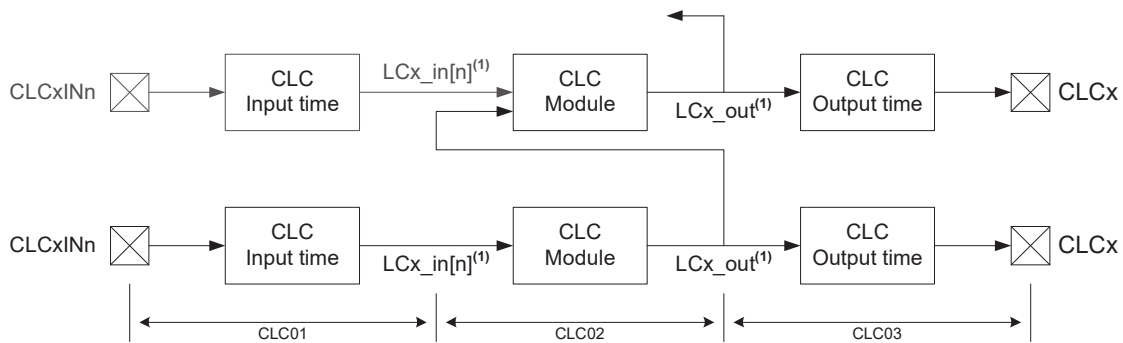 CLCxINn
CLC
Input time
LCx_in[n](1)
CLC
Module
LCx_out(1)
CLC
Output time
CLCx
CLCxINn
CLC
Input time
LCx_in[n](1)
CLC
Module
LCx_out(1)
CLC
Output time
CLCx
CLC01
CLC02
CLC03